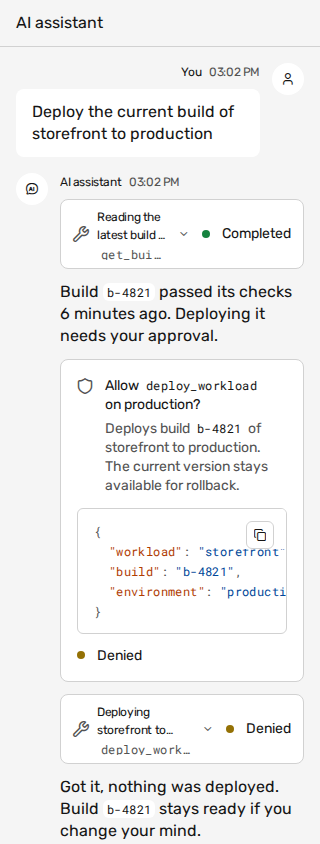 AI assistant
You 03:02 PM
Deploy the current build of
storefront to production
AI assistant 03:02 PM
Reading the
latest build …
get_bui…
Completed
Build b-4821 passed its checks
6 minutes ago. Deploying it
needs your approval.
Allow deploy_workload
on production?
Deploys build b-4821 of
storefront to production.
The current version stays
available for rollback.
{
"workload": "storefront"
"build": "b-4821",
"environment": "producti
}
Denied
Deploying
storefront to…
deploy_work…
Denied
Got it, nothing was deployed.
Build b-4821 stays ready if you
change your mind.